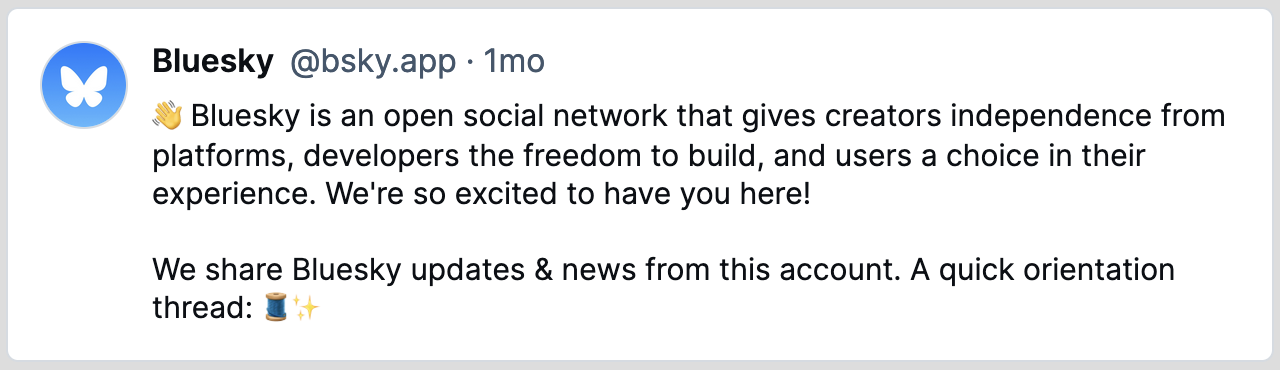 Bluesky @bsky.app · 1mo
👋 Bluesky is an open social network that gives creators independence from
platforms, developers the freedom to build, and users a choice in their
experience. We're so excited to have you here!
We share Bluesky updates & news from this account. A quick orientation
thread: 🧵✨